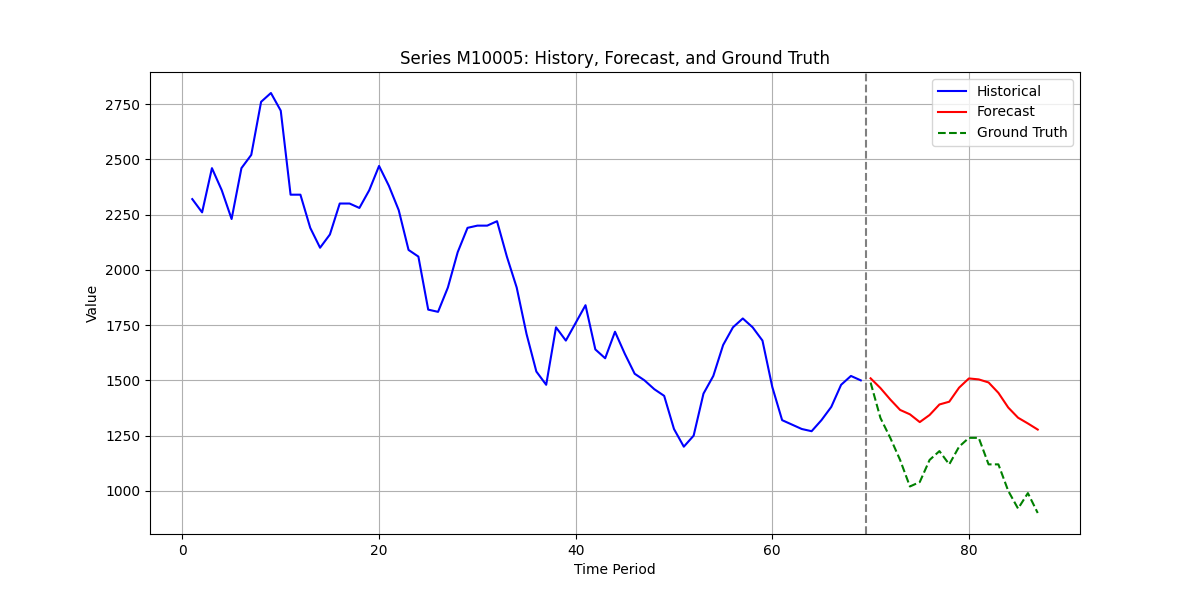 Series M10005: History, Forecast, and Ground Truth
Historical
Forecast
Ground Truth
Value
2750
2500
2250
2000
1750
1500
1250
1000
0 20 40 60 80
Time Period